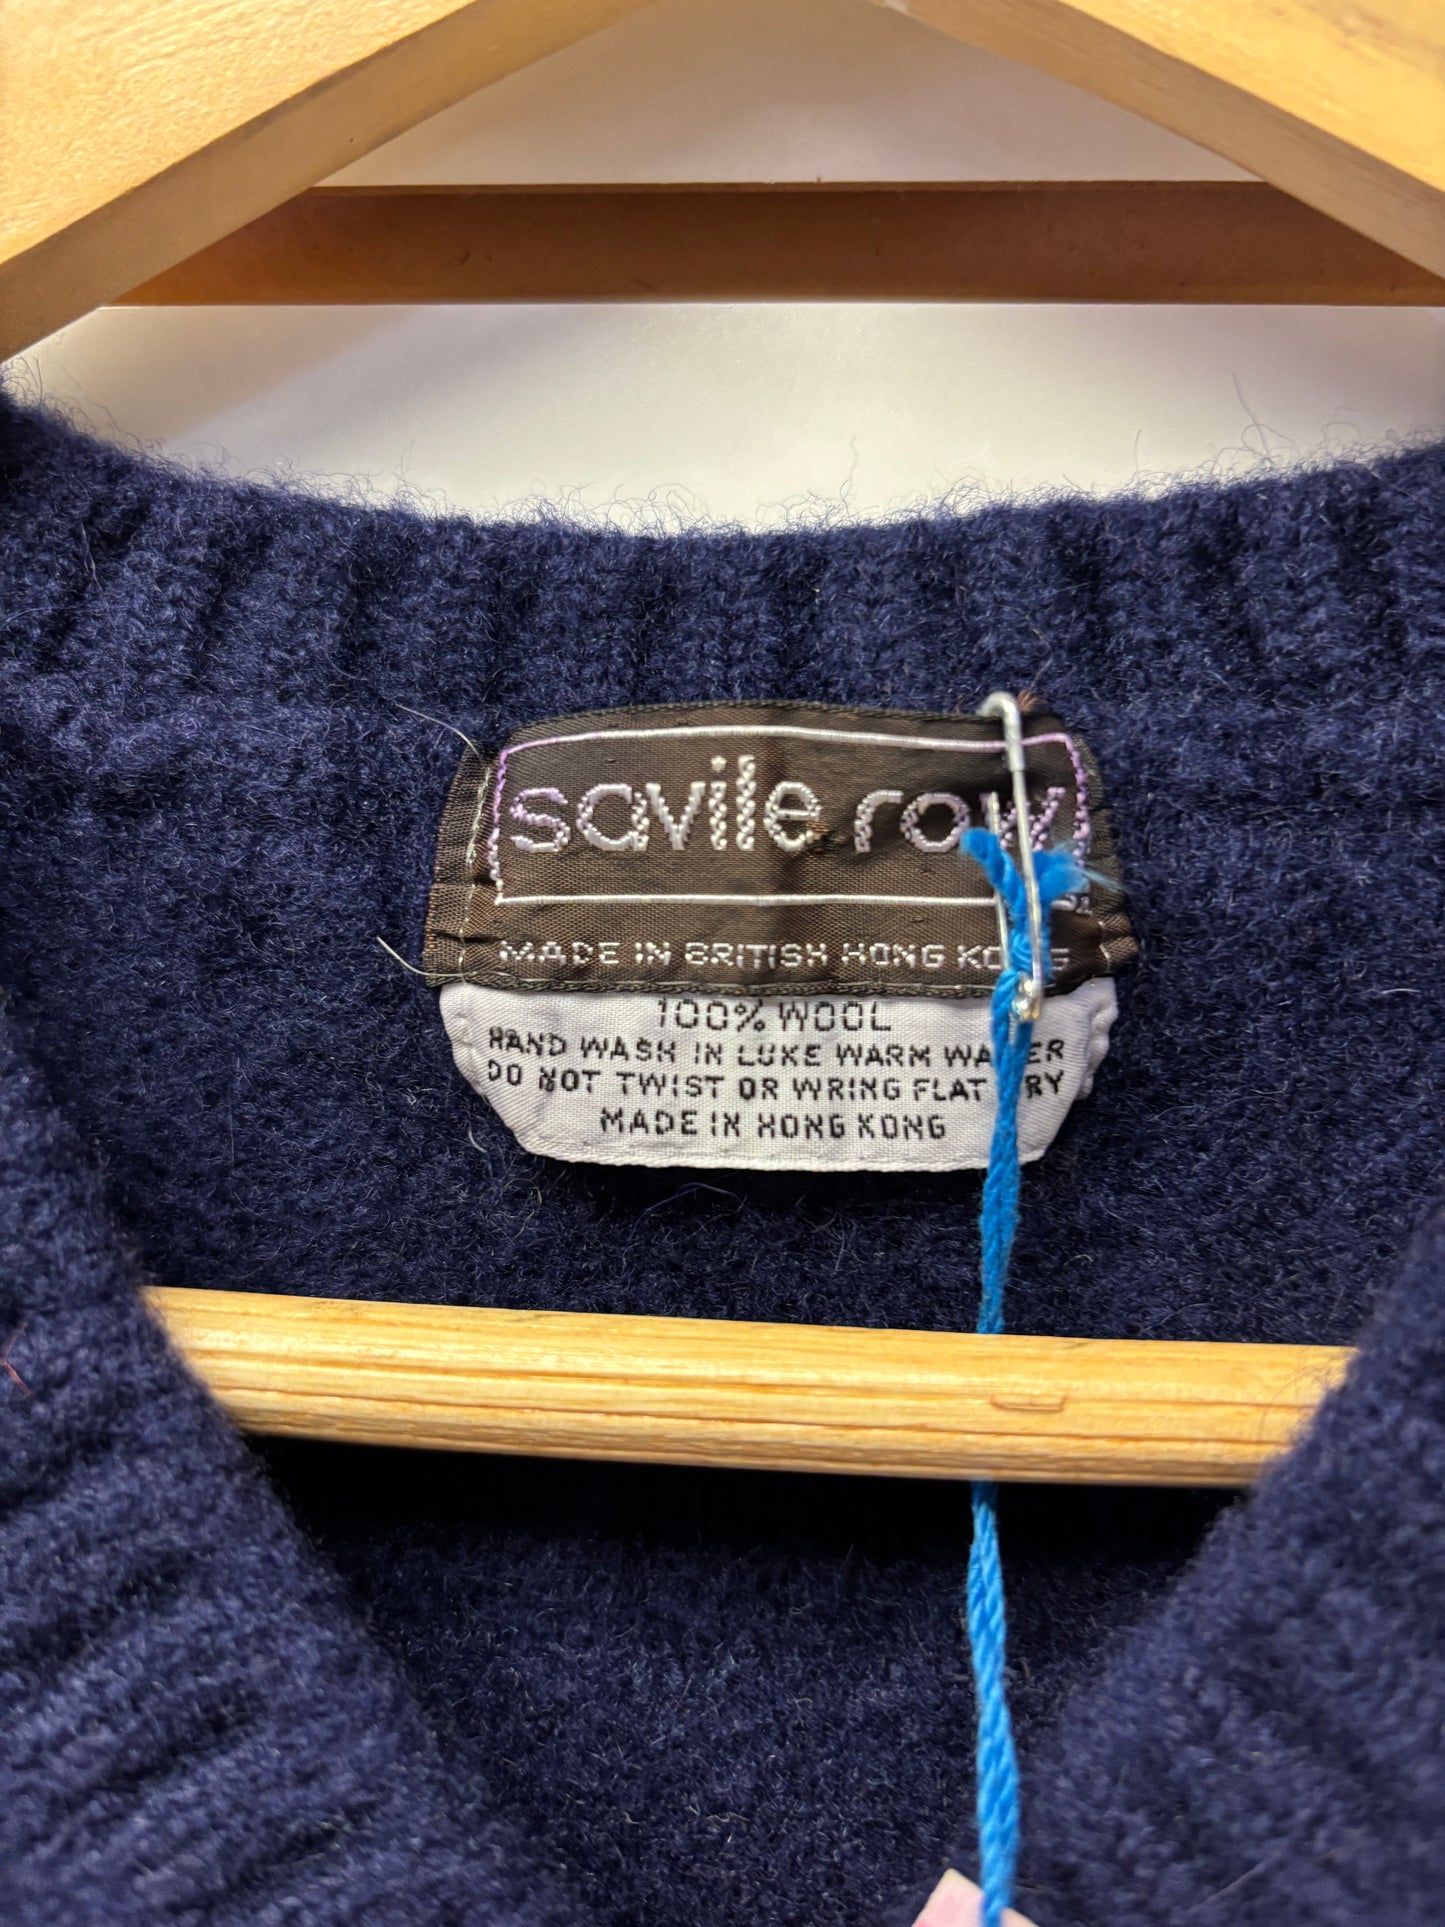 savile row
MADE IN BRITISH HONG KONG
100% WOOL
HAND WASH IN LUKE WARM WATER
DO NOT TWIST OR WRING FLAT DRY
MADE IN HONG KONG